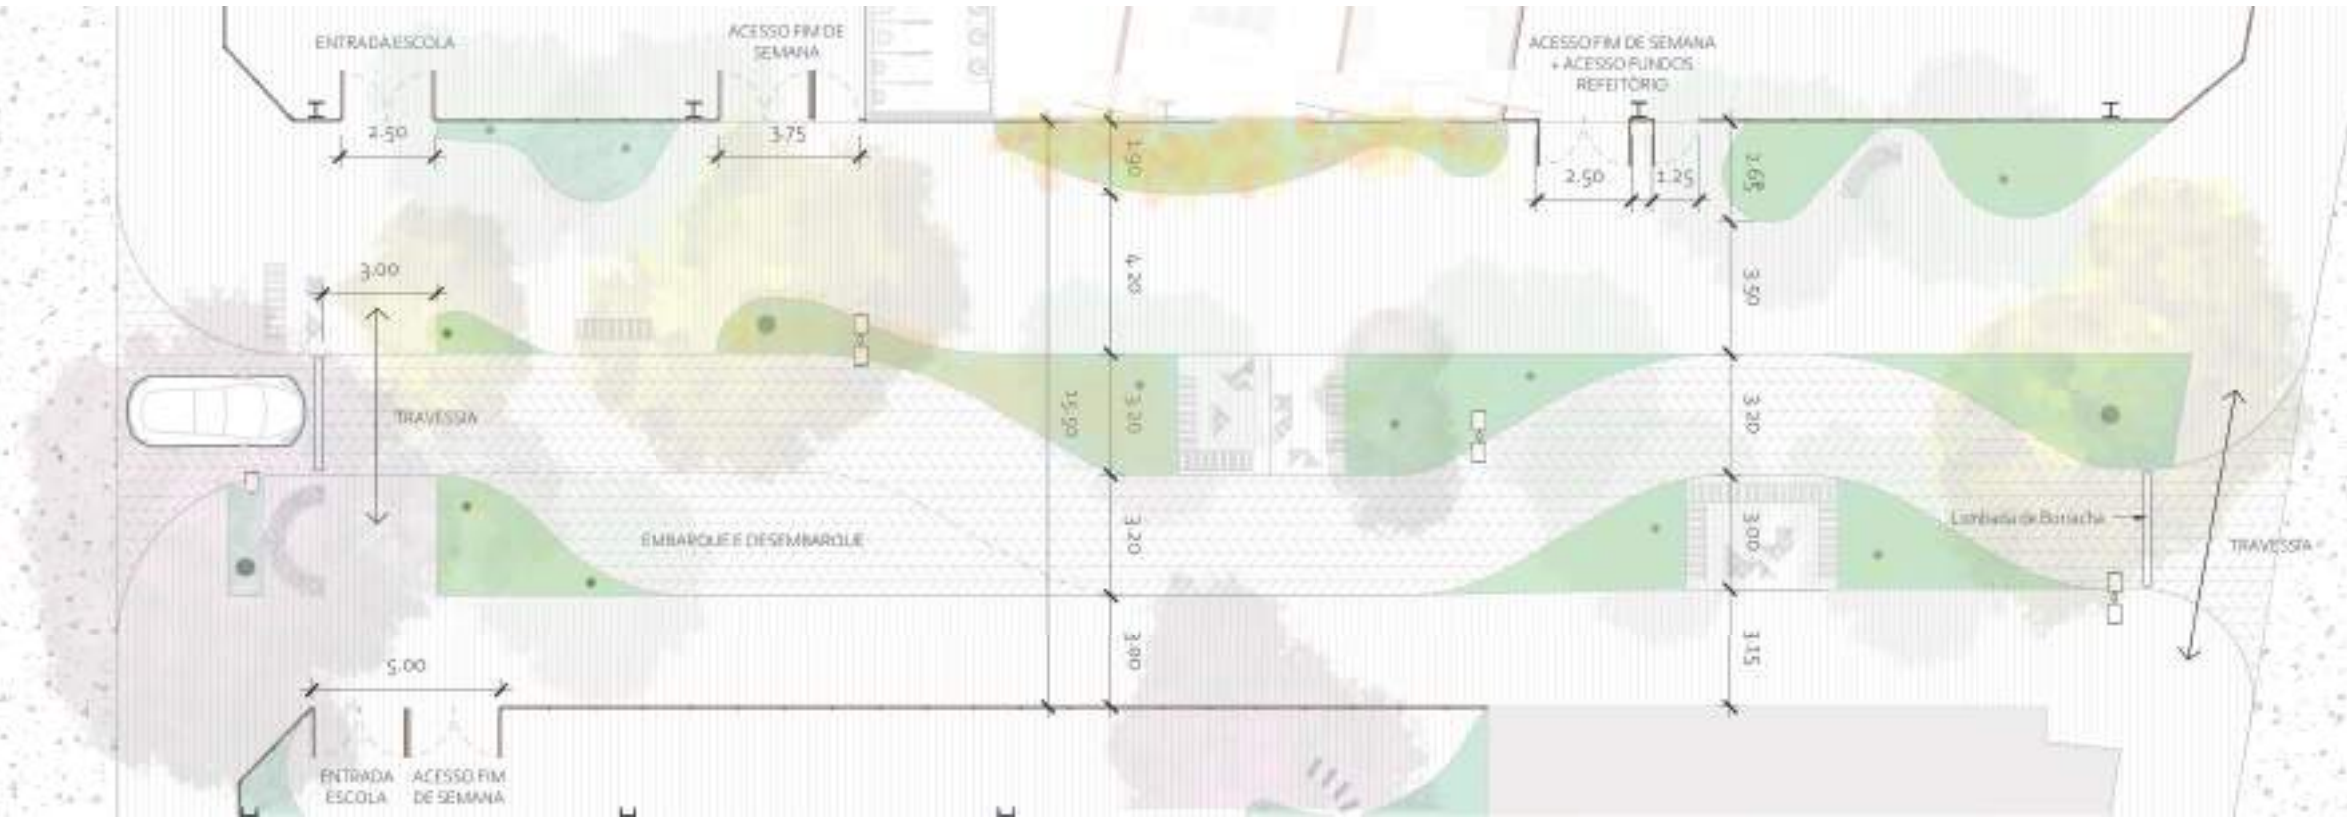 ENTRADA ESCOLA
ACESSO FIM DE
SEMANA
ACESSO FIM DE SEMANA
+ ACESSO FUNDOS
REFEITÓRIO
2.50
3.75
1.90
2.50
1.25
2.65
3.00
4.20
3.50
TRAVESSIA
15.50
3.20
3.20
EMBARQUE E DESEMBARQUE
3.20
3.00
Lombada de Borracha
TRAVESSIA
5.00
3.00
3.15
ENTRADA
ESCOLA
ACESSO FIM
DE SEMANA